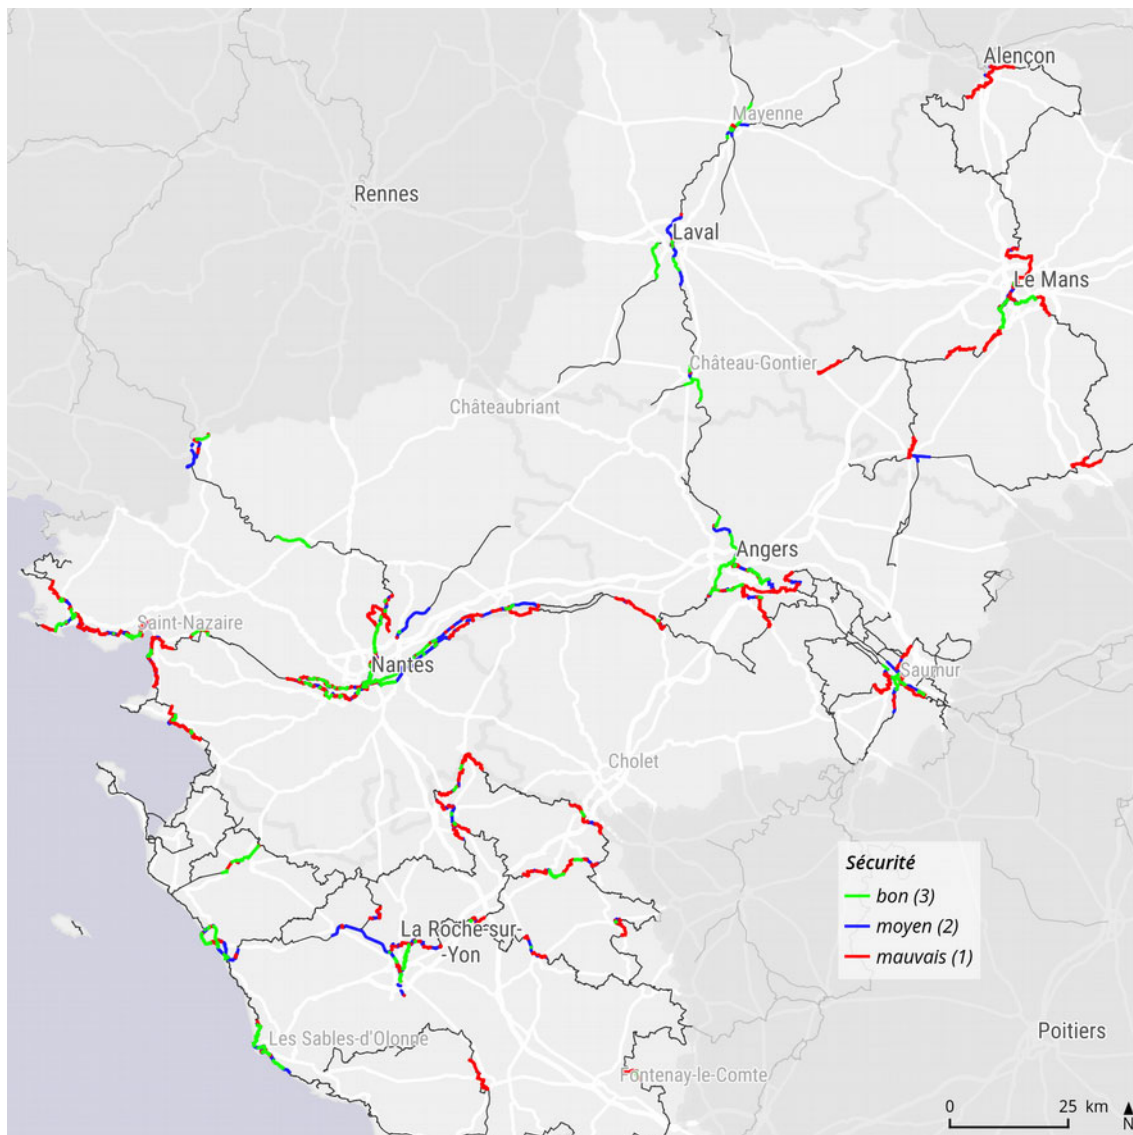 Alençon
Mayenne
Rennes
Laval
Le Mans
Château-Gontier
Châteaubriant
Angers
Saint-Nazaire
Nantes
Saumur
Cholet
Sécurité
bon (3)
moyen (2)
mauvais (1)
La Roche-sur-
-Yon
Les Sables-d'Olonne
Poitiers
Fontenay-le-Comte
0 25 km
N